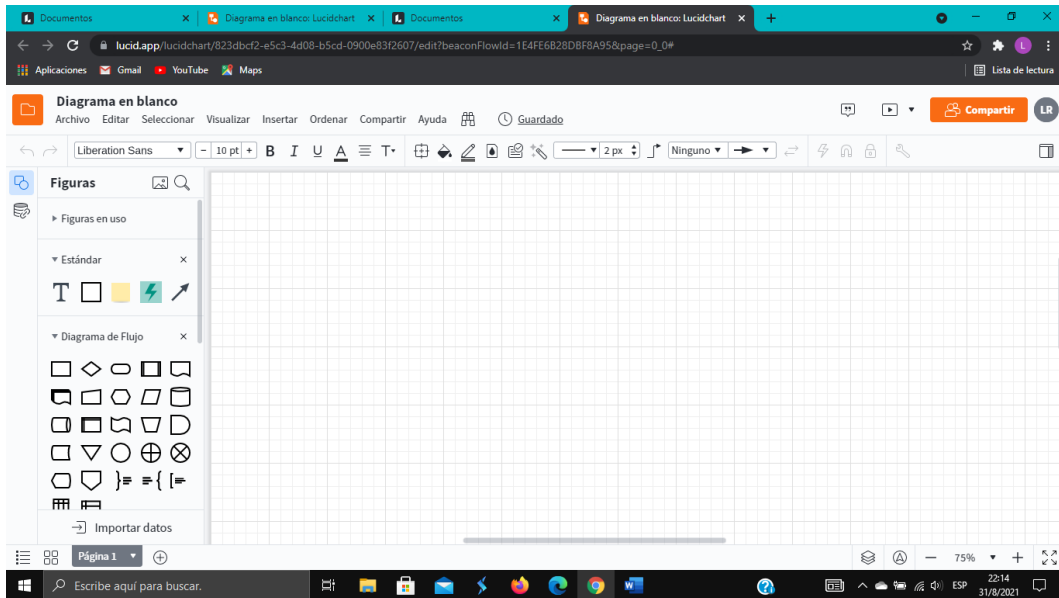 Documentos
Diagrama en blanco: Lucidchart
Documentos
Diagrama en blanco: Lucidchart
lucid.app/lucidchart/823dbcf2-e5c3-4d08-b5cd-0900e83f2607/edit?beaconFlowId=1E4FE6B28DBF8A95&page=0_0#
L
Aplicaciones Gmail YouTube Maps Lista de lectura
Diagrama en blanco
Archivo Editar Seleccionar Visualizar Insertar Ordenar Compartir Ayuda Guardado
Compartir LR
Liberation Sans - 10 pt + B I U A T 2 px Ninguno
Figuras
Figuras en uso
Estándar
T
Diagrama de Flujo
Importar datos
Página 1 75%
Escribe aquí para buscar.
ESP 22:14
31/8/2021